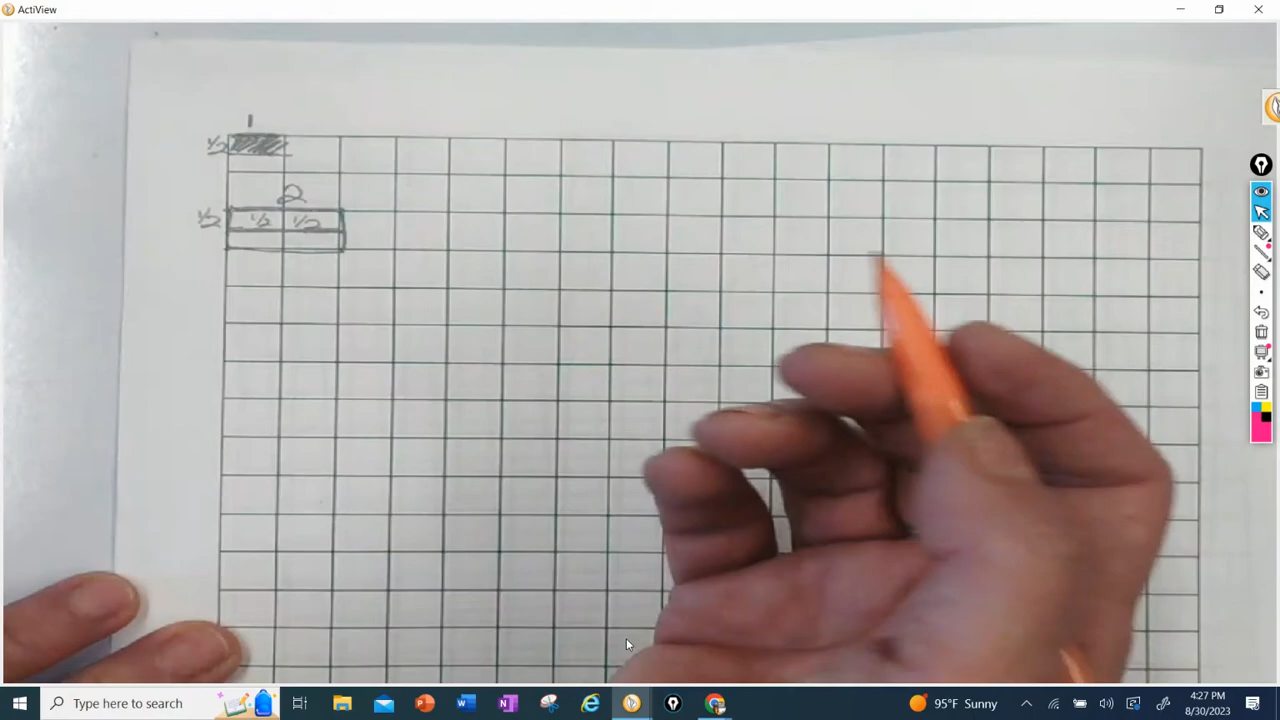 ActiView
1
1/2
2
1/2 1/2 1/2
Type here to search
95°F Sunny
4:27 PM
8/30/2023